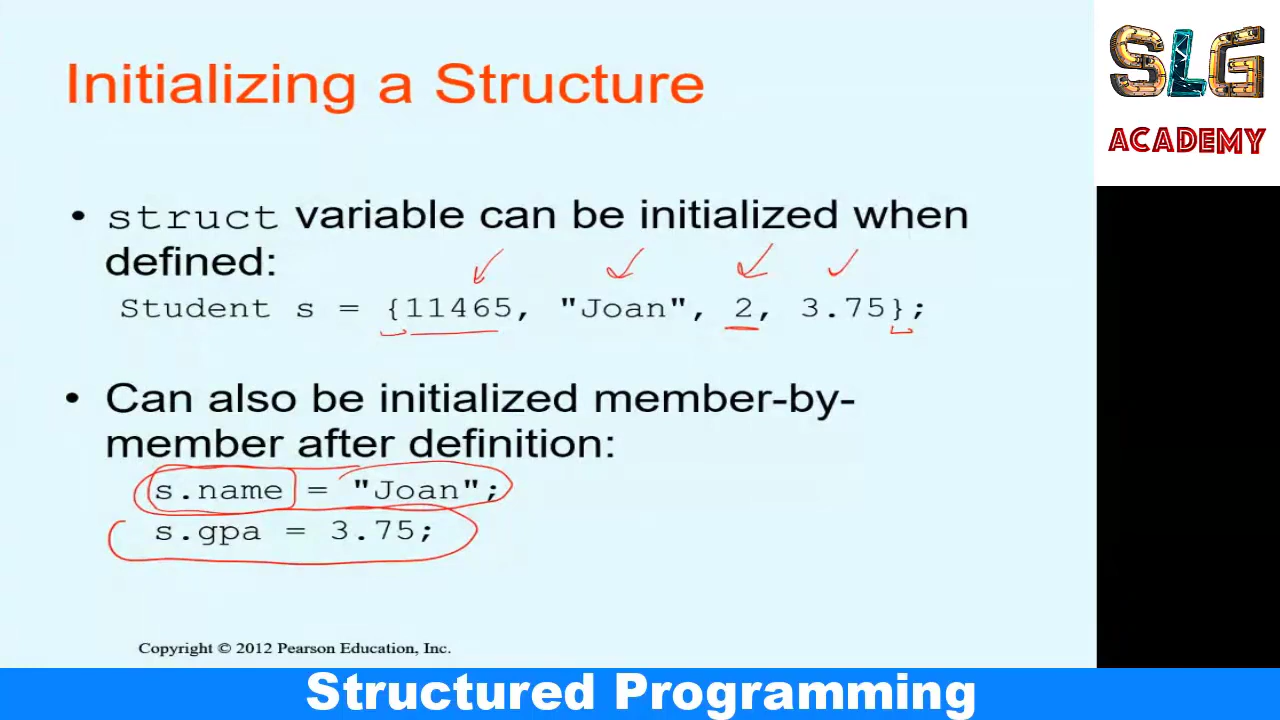 Initializing a Structure
SLG
ACADEMY
• struct variable can be initialized when
defined:
Student s = {11465, "Joan", 2, 3.75};
• Can also be initialized member-by-
member after definition:
s.name = "Joan";
s.gpa = 3.75;
Copyright © 2012 Pearson Education, Inc.
Structured Programming